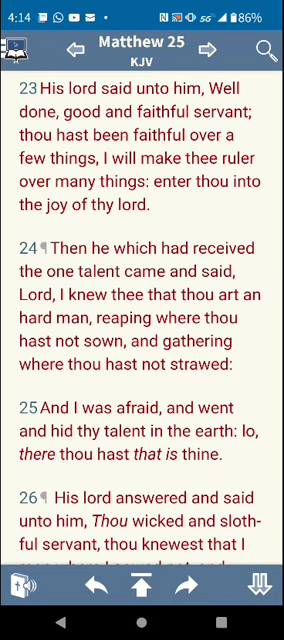 4:14 5G 86%
Matthew 25
KJV
23 His lord said unto him, Well
done, good and faithful servant;
thou hast been faithful over a
few things, I will make thee ruler
over many things: enter thou into
the joy of thy lord.
24 ¶ Then he which had received
the one talent came and said,
Lord, I knew thee that thou art an
hard man, reaping where thou
hast not sown, and gathering
where thou hast not strawed:
25 And I was afraid, and went
and hid thy talent in the earth: lo,
there thou hast that is thine.
26 ¶ His lord answered and said
unto him, Thou wicked and sloth-
ful servant, thou knewest that I